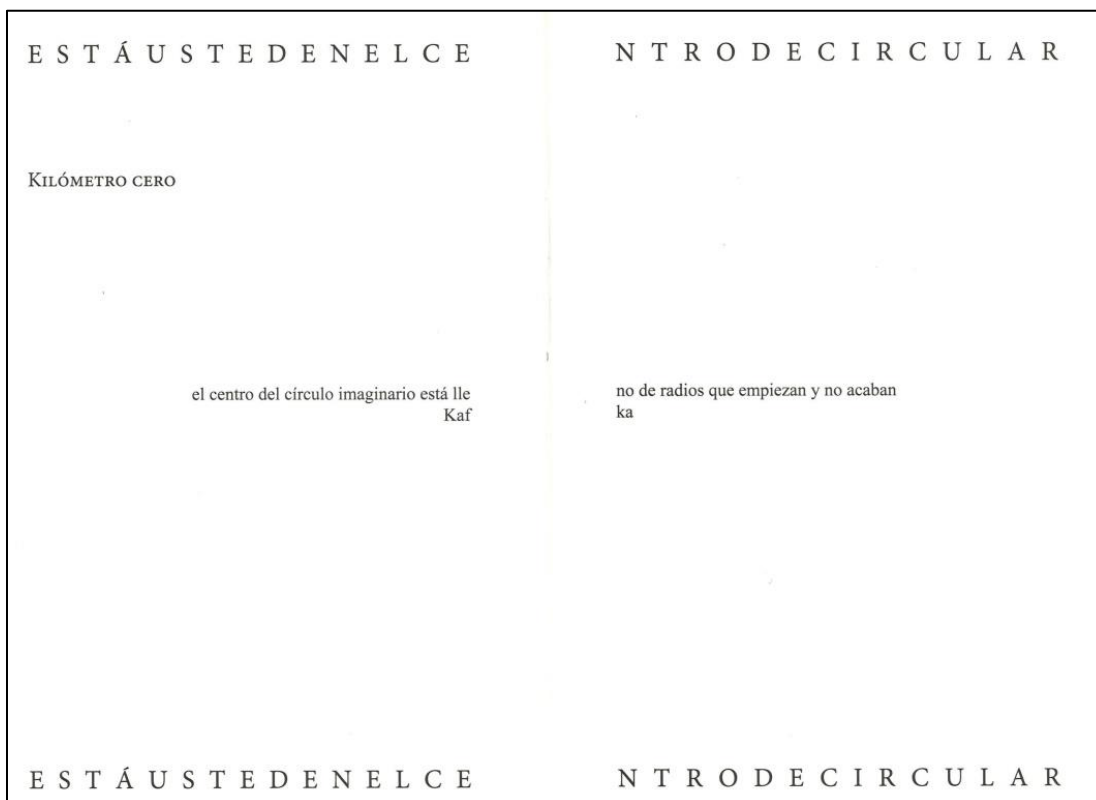 E S T Á U S T E D E N E L C E
N T R O D E C I R C U L A R
KILÓMETRO CERO
el centro del círculo imaginario está lle
Kaf
no de radios que empiezan y no acaban
ka
E S T Á U S T E D E N E L C E
N T R O D E C I R C U L A R